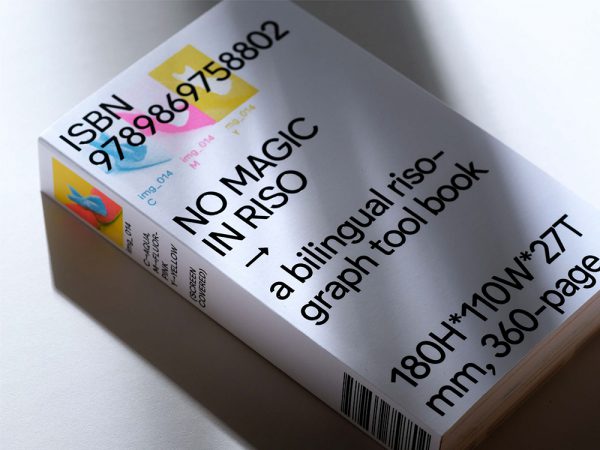 ISBN
9789869758802
img_014
C
img_014
M
img_014
Y
NO MAGIC
IN RISO
→
a bilingual riso-
graph tool book
180H*110W*27T
mm, 360-page
img_014
C=AQUA,
M=FLUOR-
PINK
Y=YELLOW
(SCREEN
COVERED)